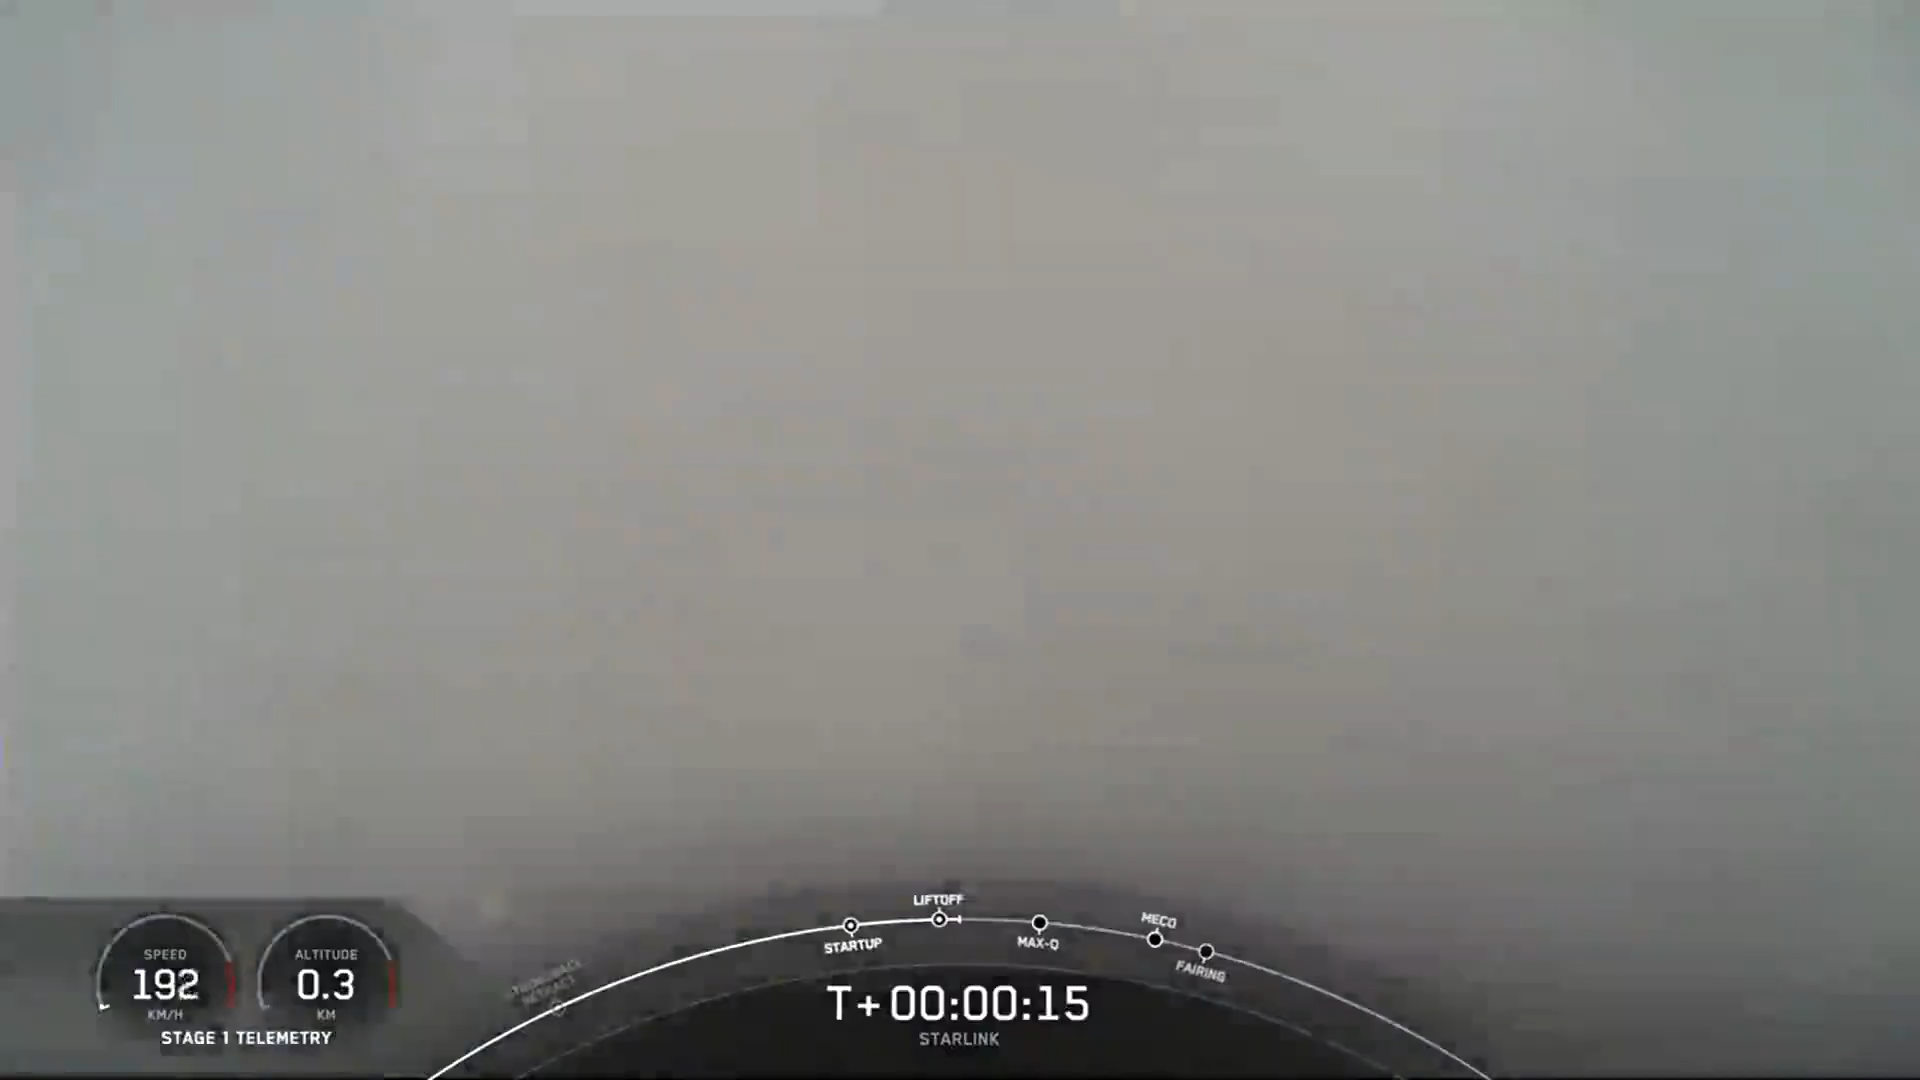 LIFTOFF
STARTUP
MAX-Q
MECO
FAIRING
SPEED
192
KM/H
ALTITUDE
0.3
KM
STAGE 1 TELEMETRY
T+00:00:15
STARLINK